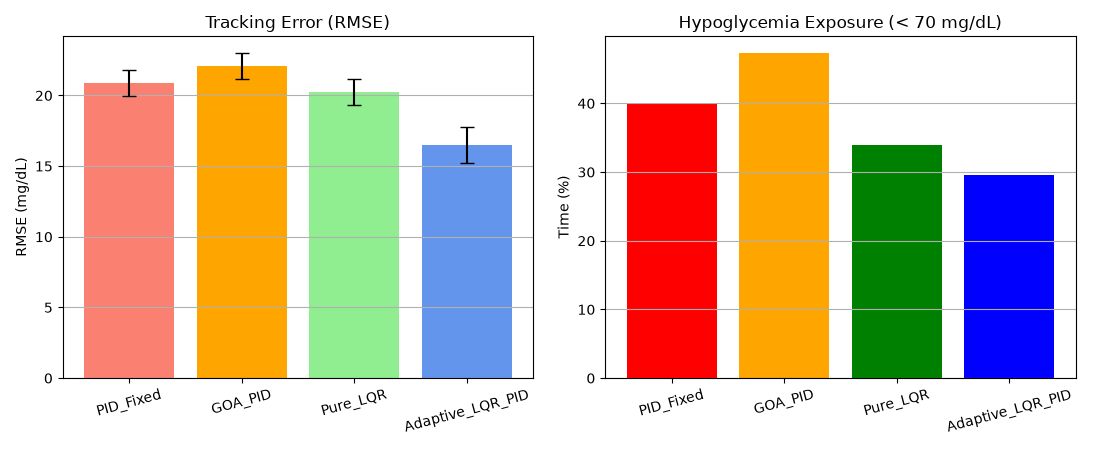 Tracking Error (RMSE)
RMSE (mg/dL)
20
15
10
5
0
PID_Fixed
GOA_PID
Pure_LQR
Adaptive_LQR_PID
Hypoglycemia Exposure (< 70 mg/dL)
Time (%)
40
30
20
10
0
PID_Fixed
GOA_PID
Pure_LQR
Adaptive_LQR_PID